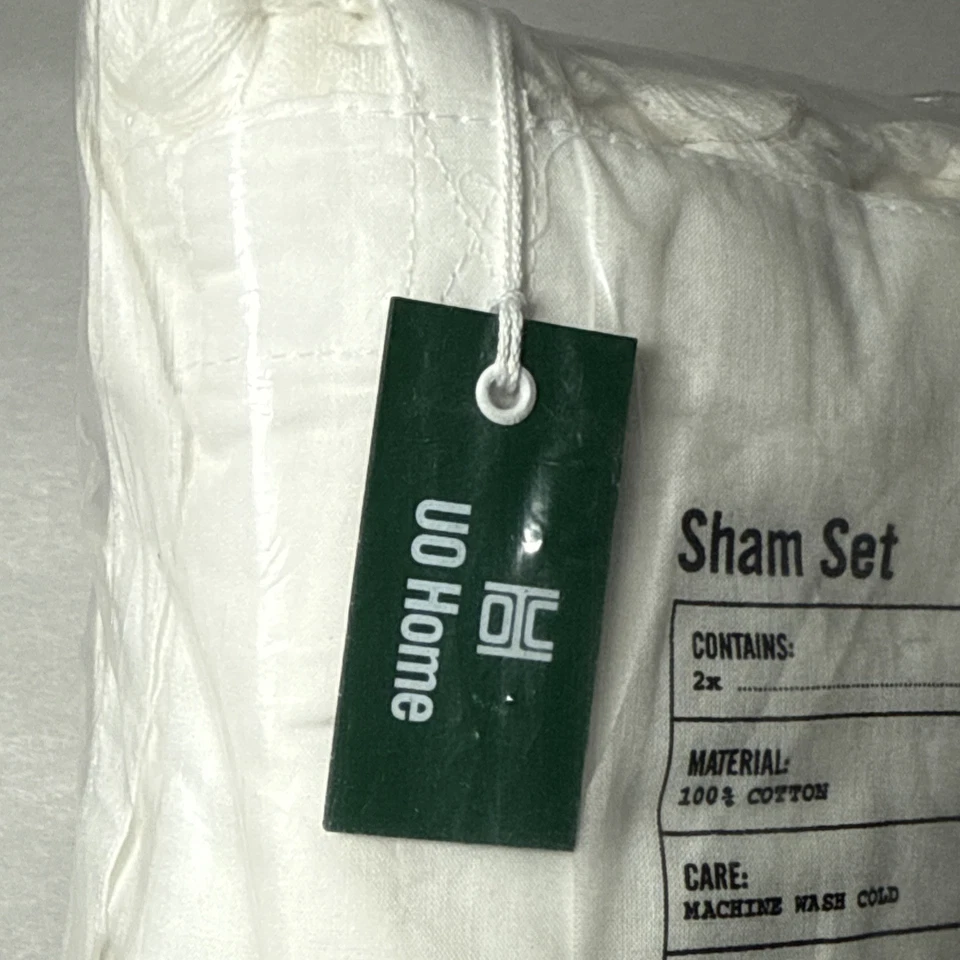 UO Home
Sham Set
CONTAINS:
2x
MATERIAL:
100% COTTON
CARE:
MACHINE WASH COLD